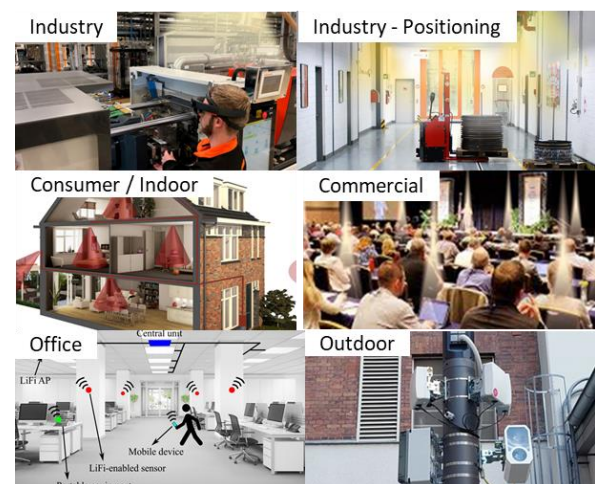 Industry
Industry - Positioning
Consumer / Indoor
Commercial
Office
Central unit
LiFi AP
Mobile device
LiFi-enabled sensor
Outdoor